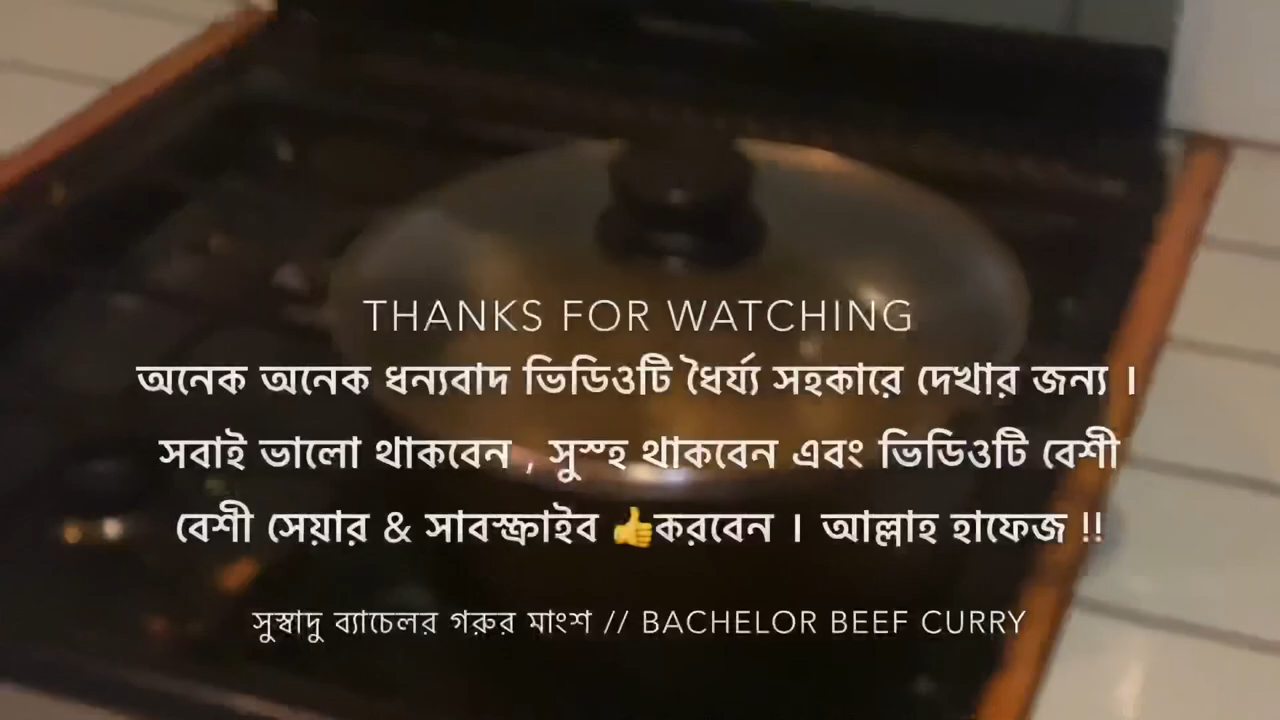 THANKS FOR WATCHING
অনেক অনেক ধন্যবাদ ভিডিওটি ধৈর্য্য সহকারে দেখার জন্য ।
সবাই ভালো থাকবেন , সুস্হ থাকবেন এবং ভিডিওটি বেশী
বেশী সেয়ার & সাবস্ক্রাইব 👍করবেন । আল্লাহ হাফেজ !!
সুস্বাদু ব্যাচেলর গরুর মাংশ // BACHELOR BEEF CURRY